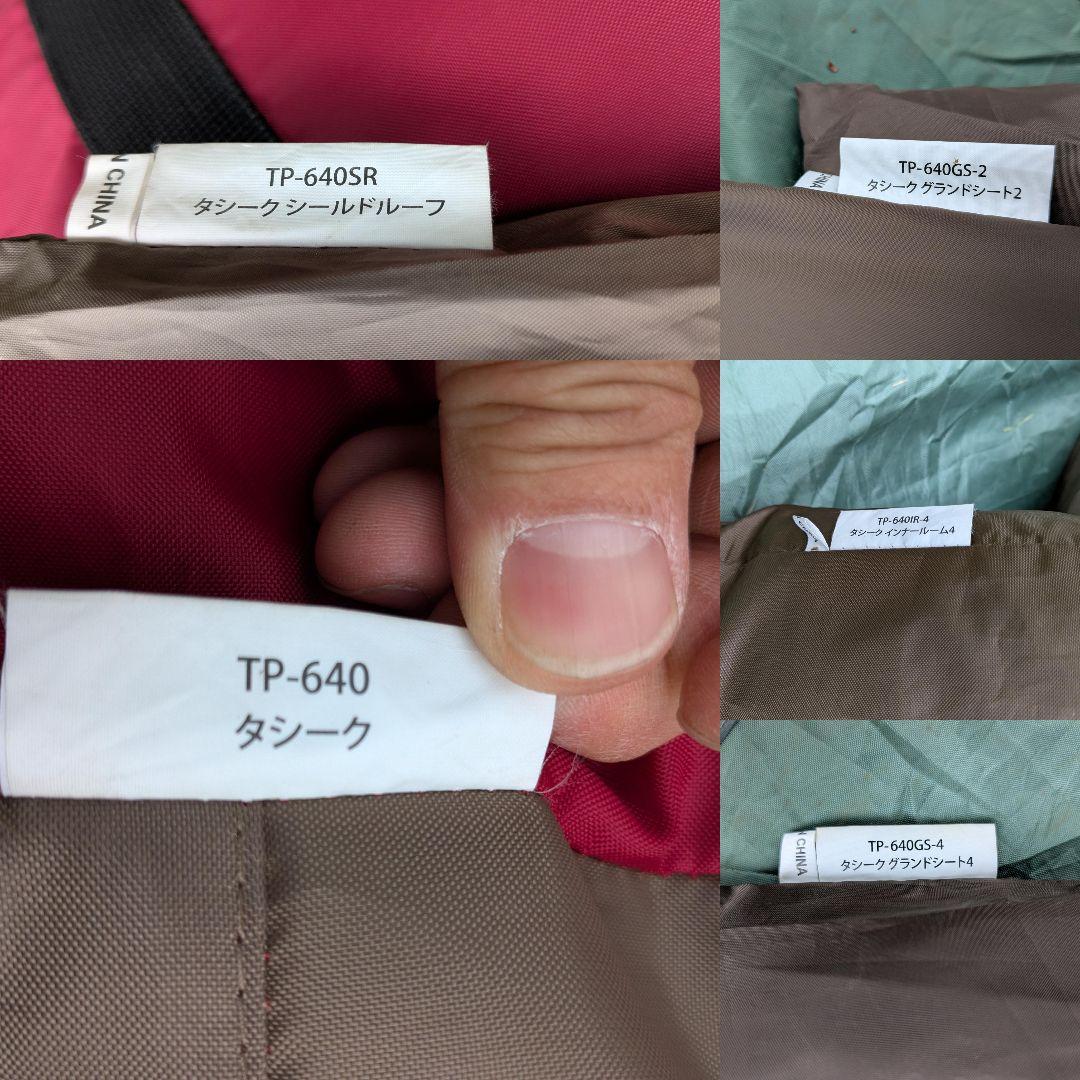 N CHINA
TP-640SR
タシーク シールドルーフ
TP-640GS-2
タシーク グランドシート2
TP-640
タシーク
TP-640IR-4
タシーク インナールーム4
N CHINA
TP-640GS-4
タシーク グランドシート4